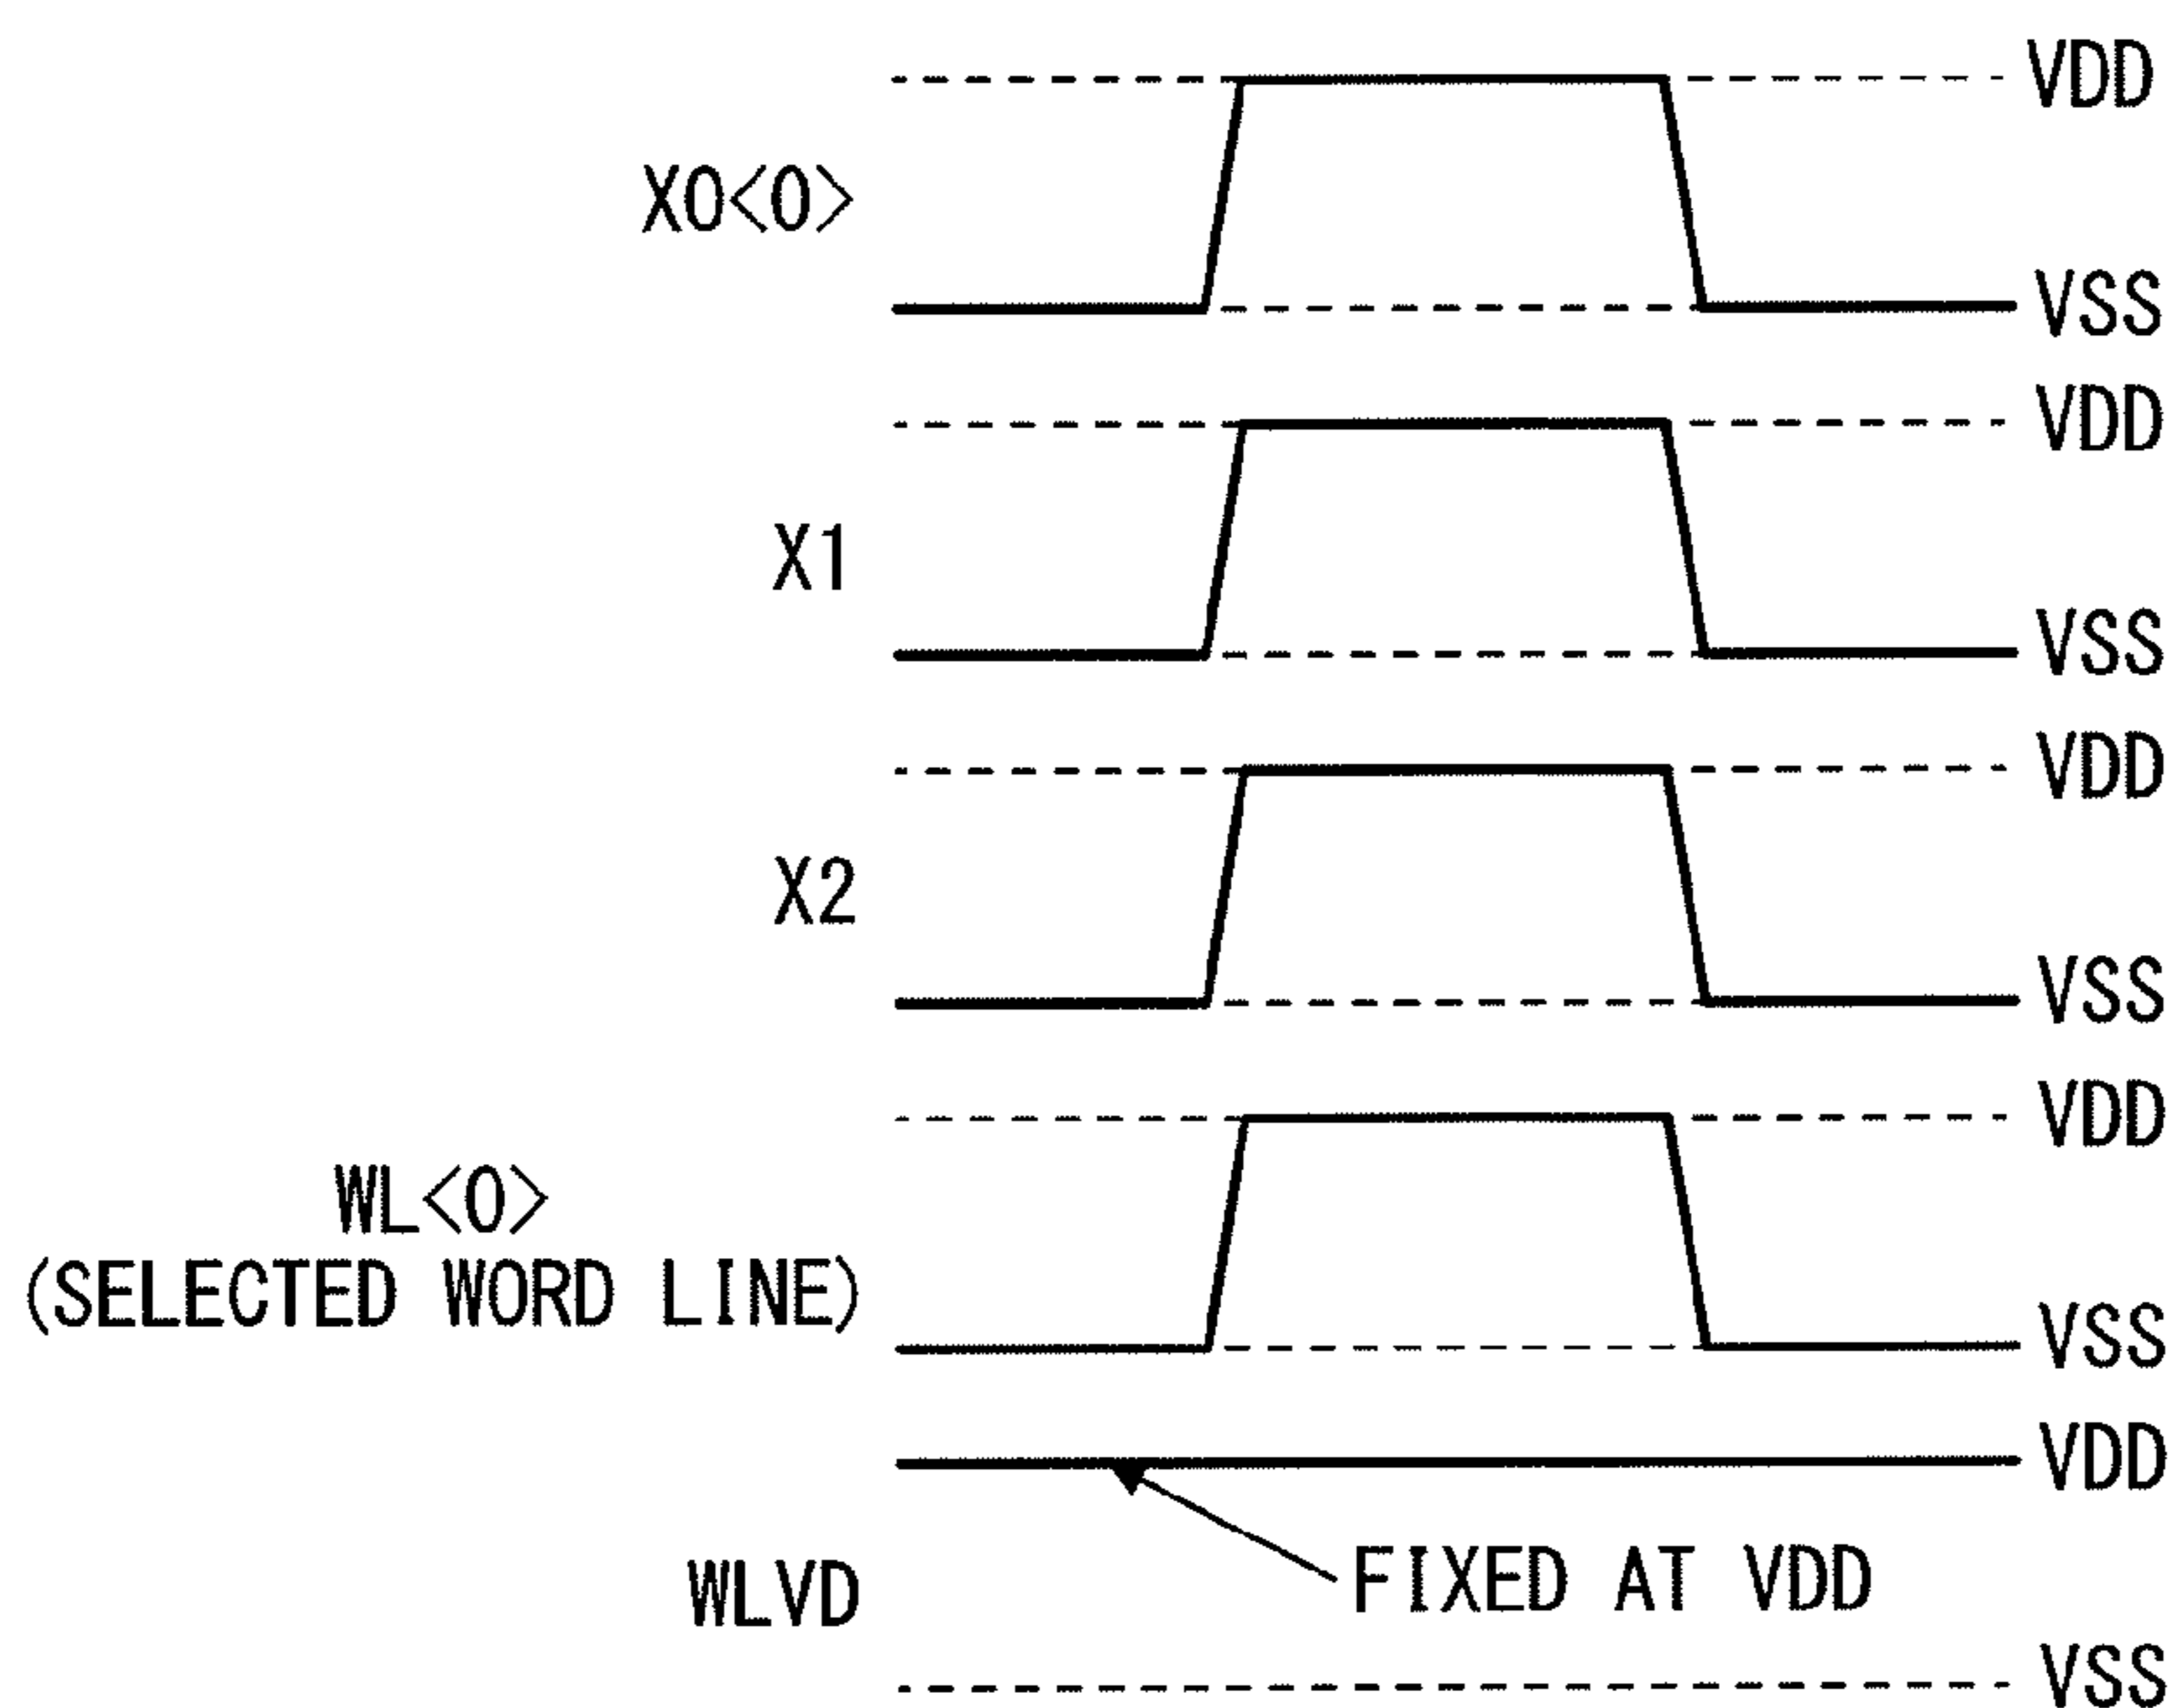 VDD
X0<0>
VSS
VDD
X1
VSS
VDD
X2
VSS
VDD
WL<0>
(SELECTED WORD LINE)
VSS
VDD
FIXED AT VDD
WLVD
VSS